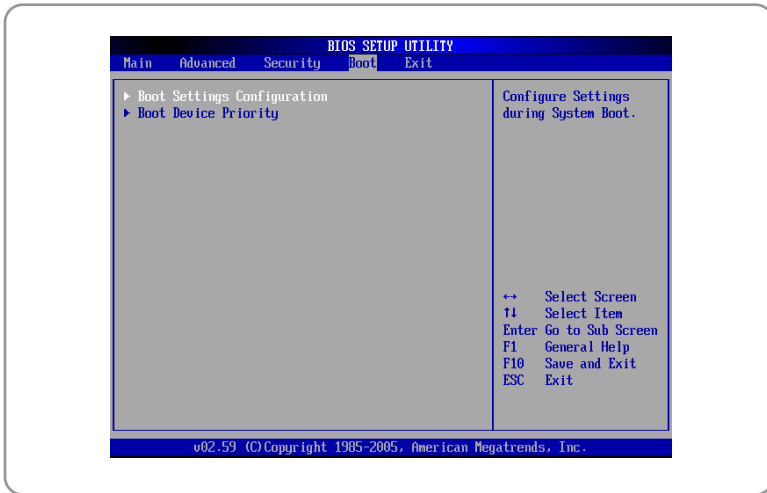 BIOS SETUP UTILITY
Main Advanced Security Boot Exit
▶ Boot Settings Configuration
▶ Boot Device Priority
Configure Settings
during System Boot.
↔ Select Screen
↑↓ Select Item
Enter Go to Sub Screen
F1 General Help
F10 Save and Exit
ESC Exit
v02.59 (C)Copyright 1985-2005, American Megatrends, Inc.